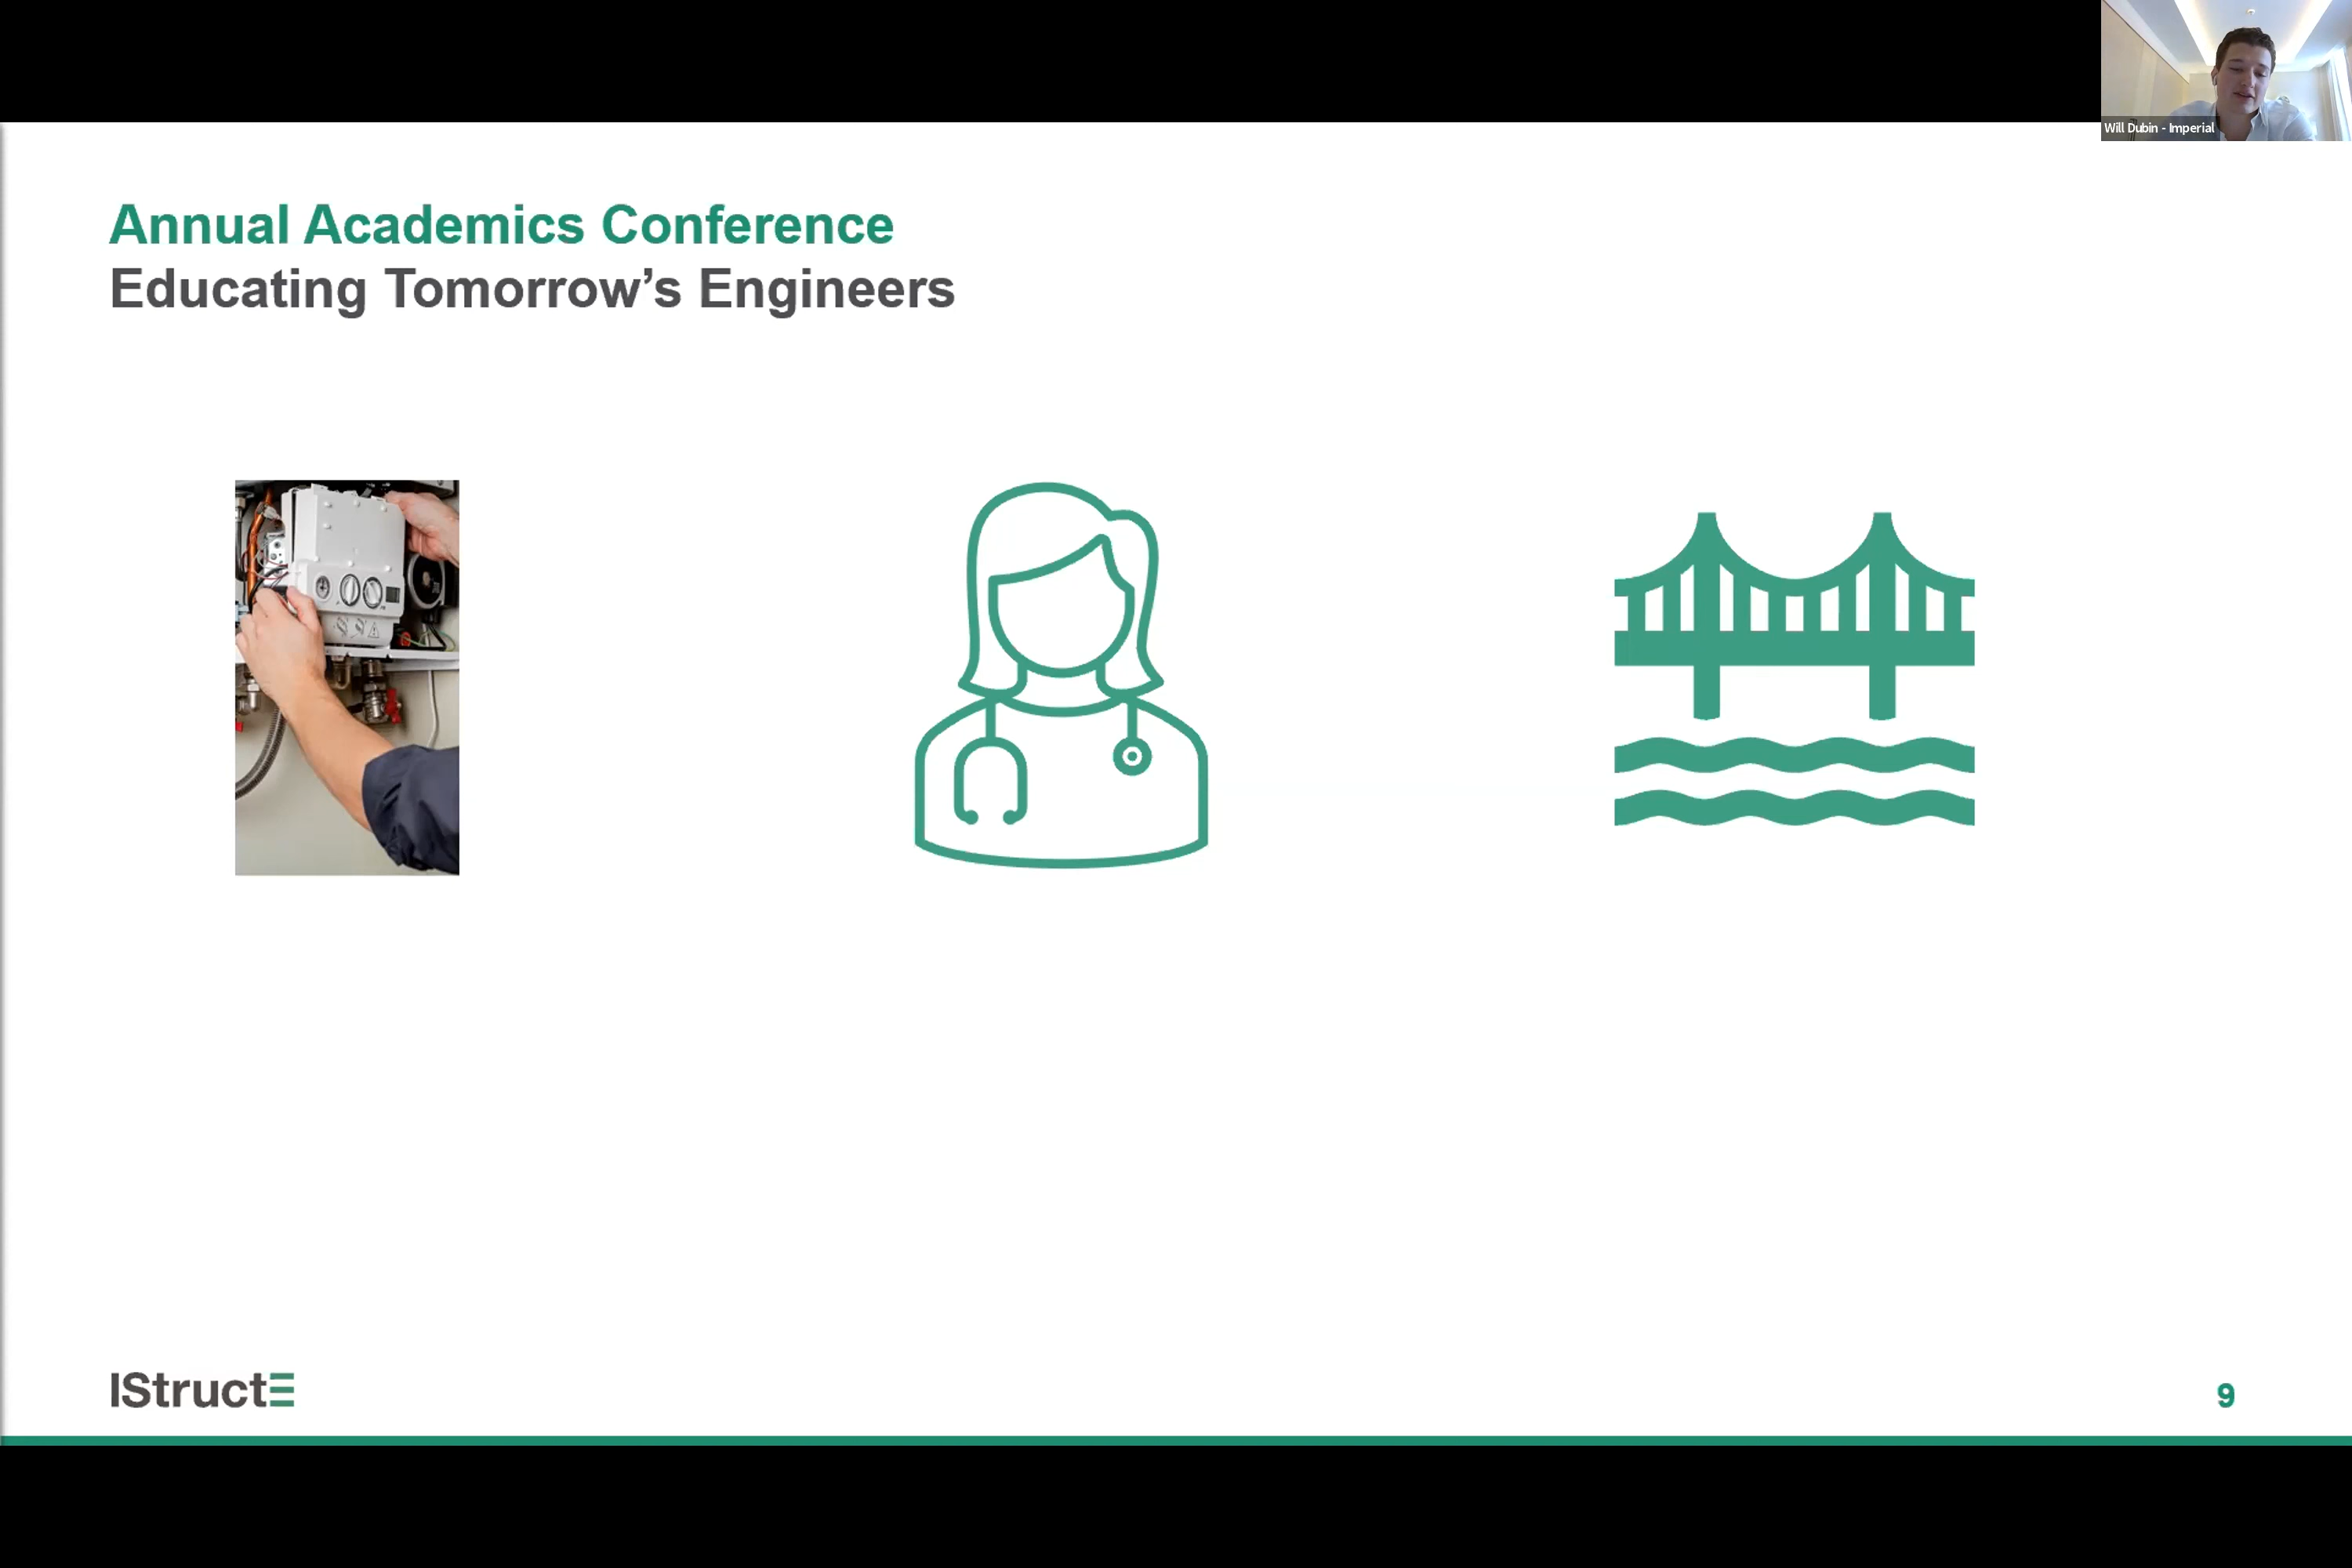 Will Dubin - Imperial
Annual Academics Conference
Educating Tomorrow’s Engineers
IStructE
9